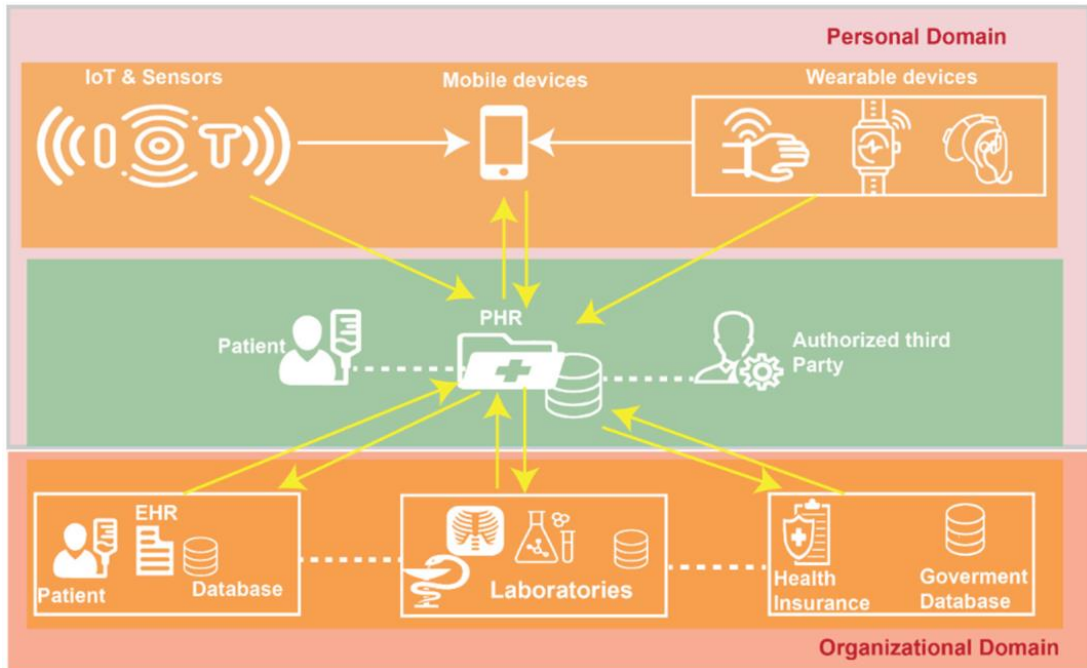 Personal Domain
IoT & Sensors
Mobile devices
Wearable devices
IOT
PHR
Patient
Authorized third
Party
EHR
Patient
Database
Laboratories
Health
Insurance
Goverment
Database
Organizational Domain